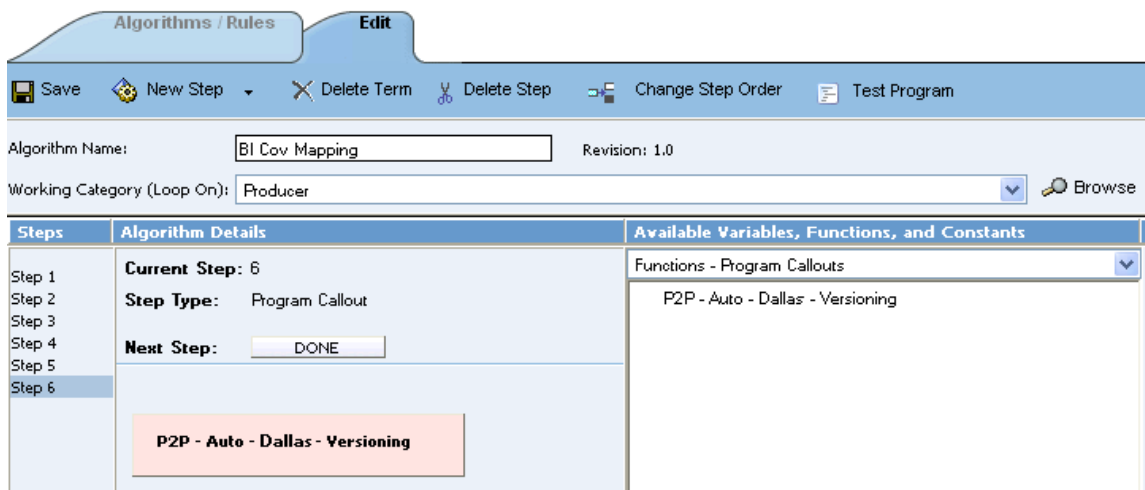 Algorithms / Rules Edit
Save New Step Delete Term Delete Step Change Step Order Test Program
Algorithm Name: BI Cov Mapping Revision: 1.0
Working Category (Loop On): Producer Browse
Steps Algorithm Details Available Variables, Functions, and Constants
Current Step: 6 Functions - Program Callouts
Step 1
Step Type: Program Callout P2P - Auto - Dallas - Versioning
Step 2
Step 3
Step 4
Next Step: DONE
Step 5
Step 6
P2P - Auto - Dallas - Versioning